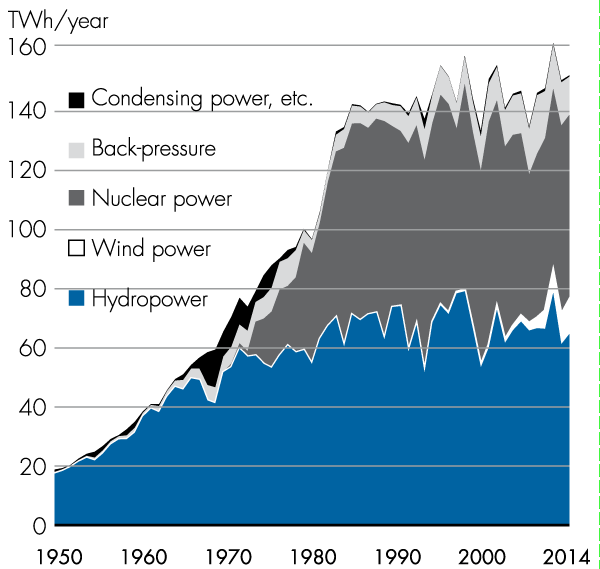 TWh/year
160
140
120
100
80
60
40
20
0
Condensing power, etc.
Back-pressure
Nuclear power
Wind power
Hydropower
1950 1960 1970 1980 1990 2000 2014